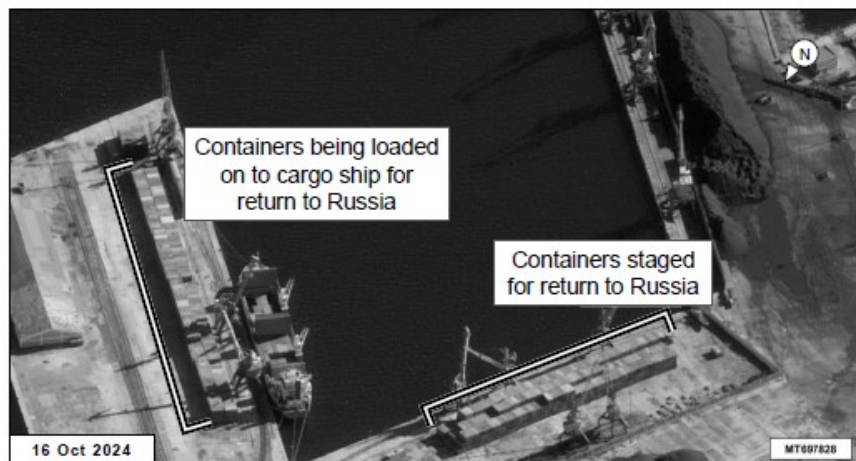 N
Containers being loaded
on to cargo ship for
return to Russia
Containers staged
for return to Russia
16 Oct 2024
MT697828